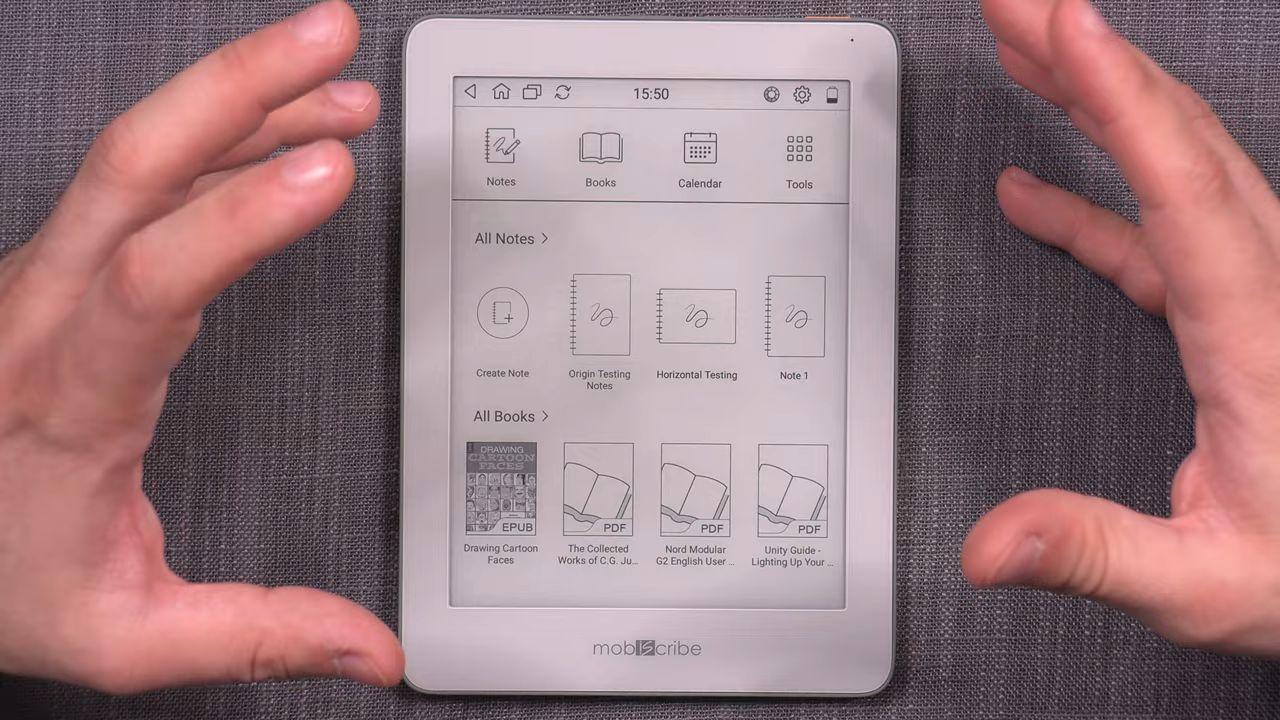 15:50
Notes
Books
Calendar
Tools
All Notes >
Create Note
Origin Testing
Notes
Horizontal Testing
Note 1
All Books >
DRAWING
CARTOON
FACES
EPUB
PDF
PDF
PDF
Drawing Cartoon
Faces
The Collected
Works of C.G. Ju...
Nord Modular
G2 English User ...
Unity Guide -
Lighting Up Your ...
mobiscribe